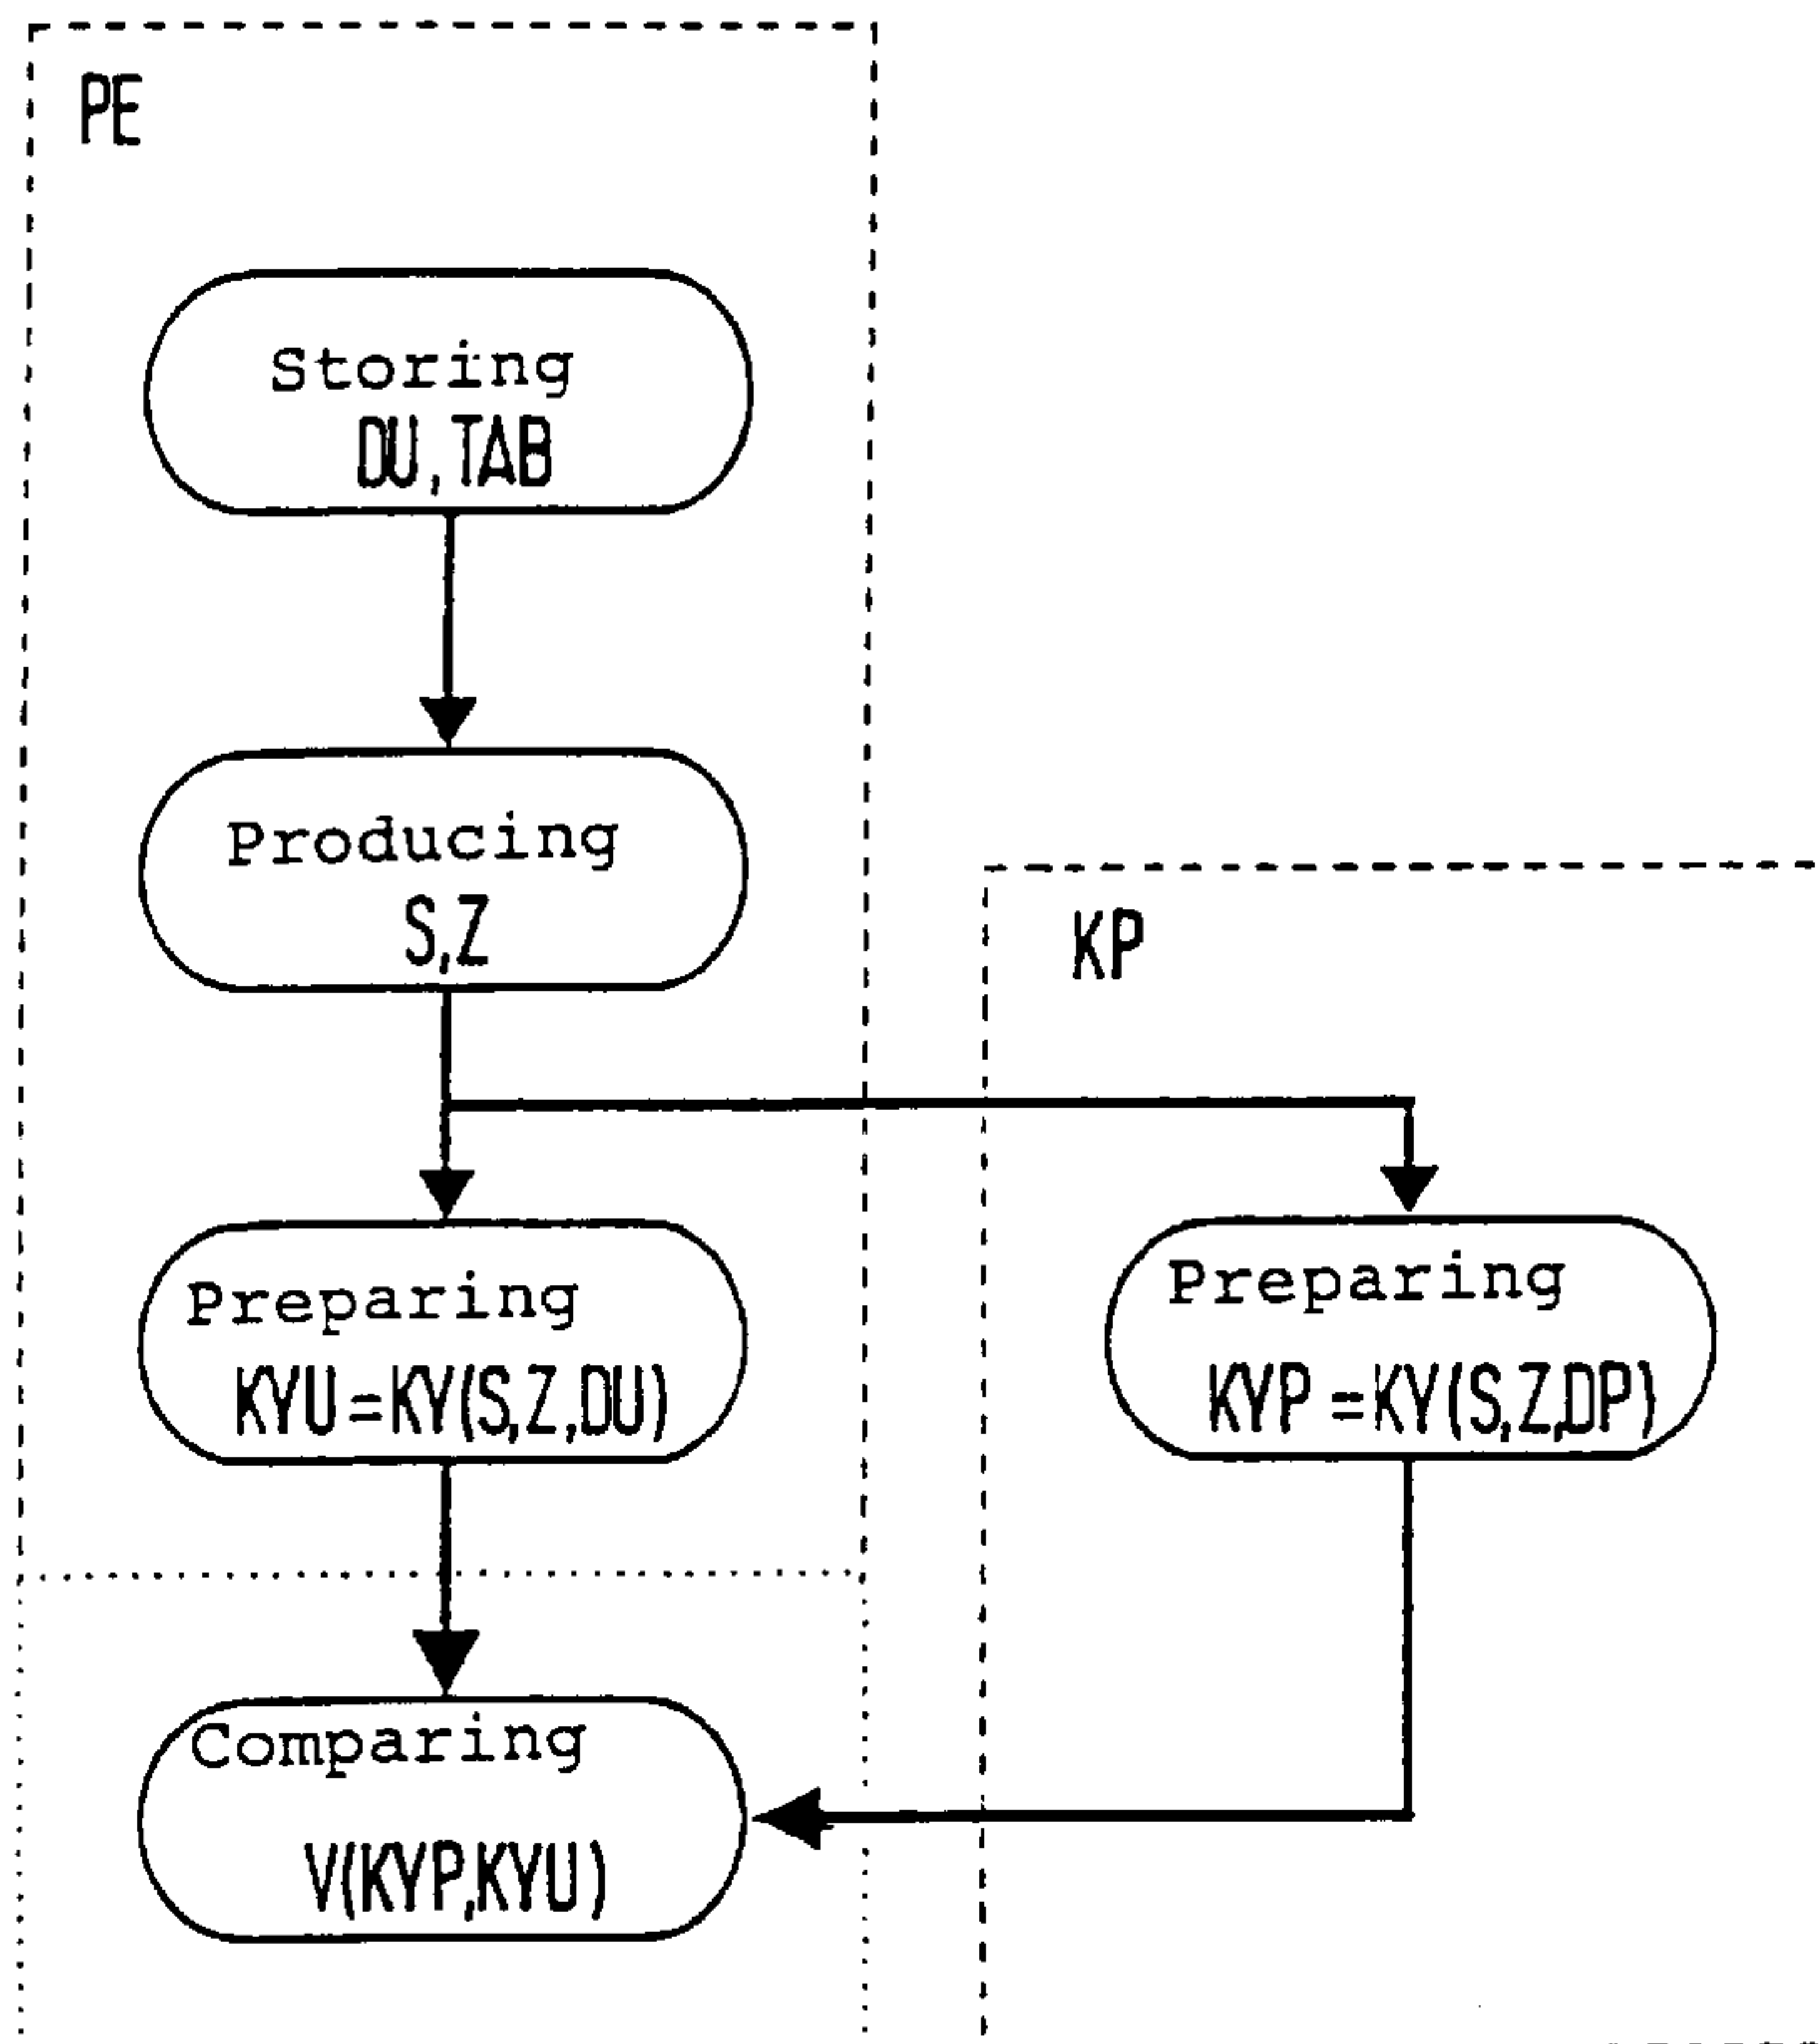 PE
Storing
DU,TAB
Producing
S,Z
KP
Preparing
KYU=KY(S,Z,DU)
Preparing
KYP=KY(S,Z,DP)
Comparing
V(KYP,KYU)